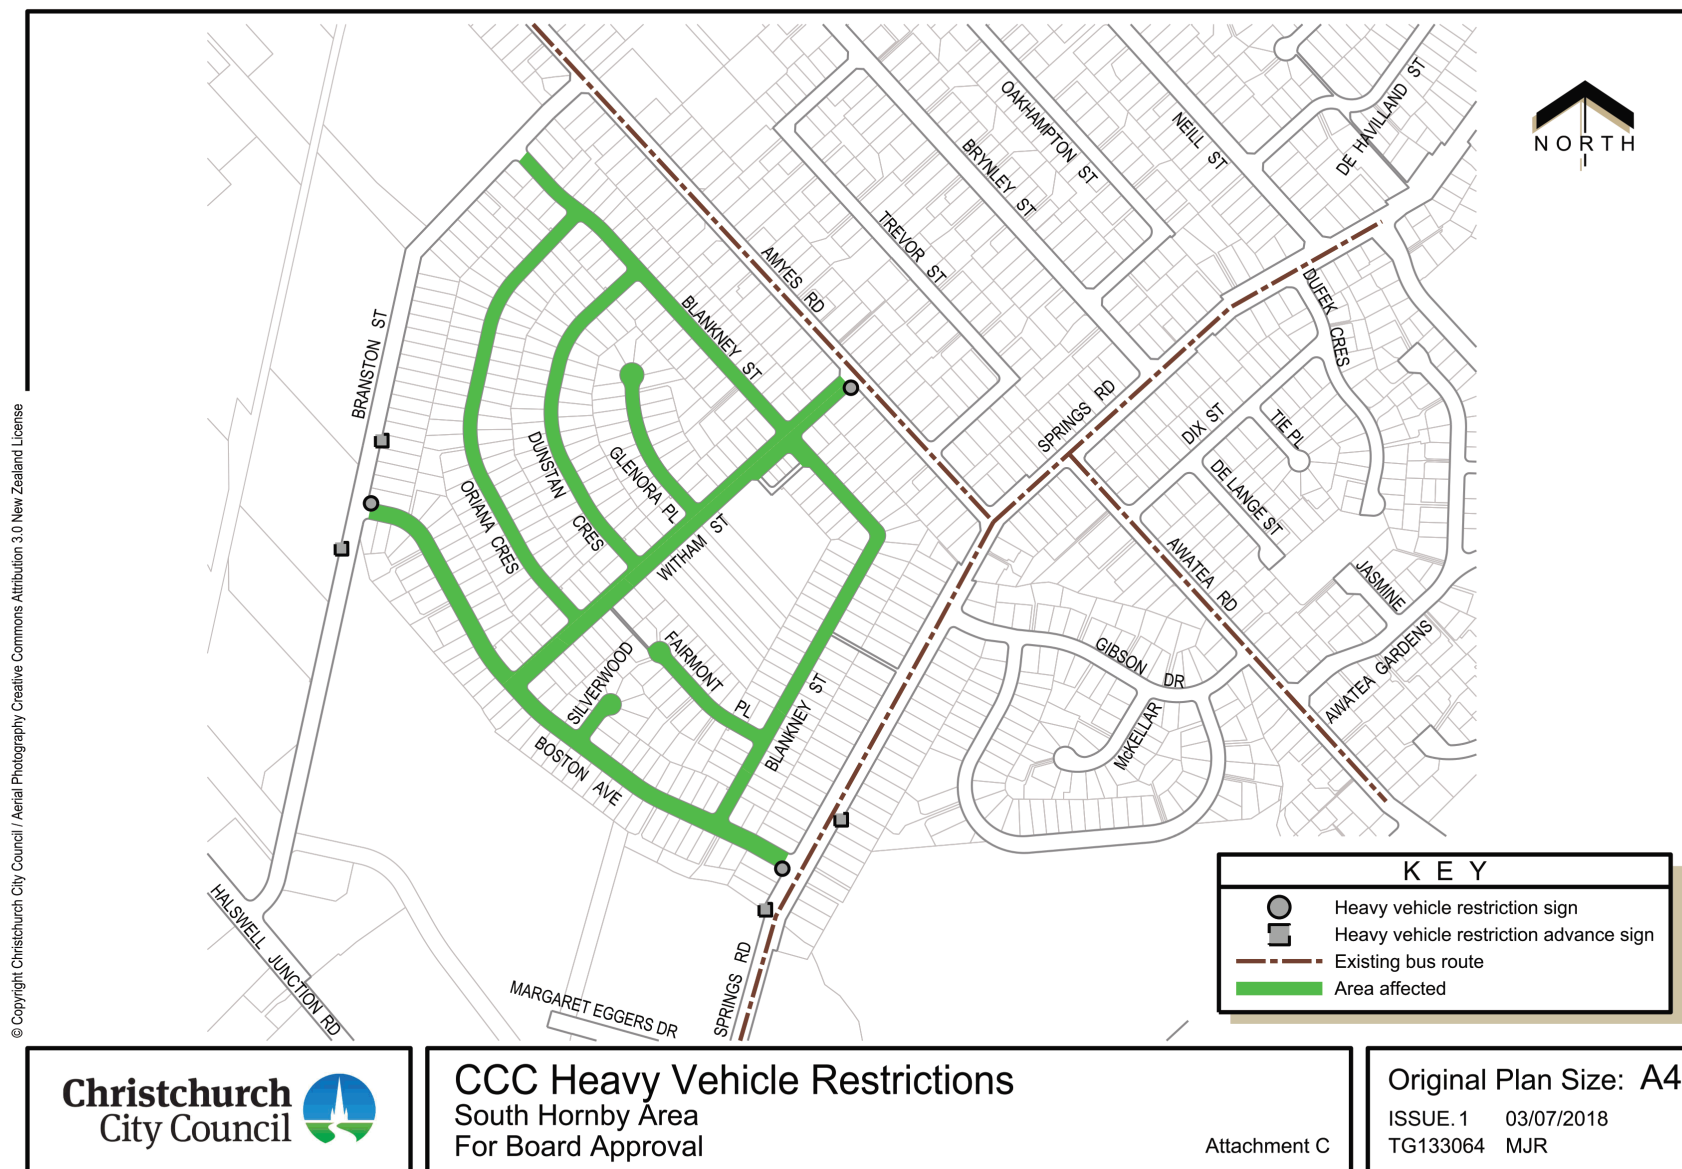 OAKHAMPTON ST
NEILL ST
DE HAVILLAND ST
NORTH
BRYNLEY ST
TREVOR ST
AMYES RD
BLANKNEY ST
DUFEK CRES
BRANSTON ST
SPRINGS RD
DIX ST
TIE PL
DE LANGE ST
GLENORA PL
DUNSTAN CRES
ORIANA CRES
WITHAM ST
AWATEA RD
JASMINE
AWATEA GARDENS
GIBSON DR
McKELLAR
FAIRMONT PL
SILVERWOOD
BLANKNEY ST
BOSTON AVE
HALSWELL JUNCTION RD
MARGARET EGGERS DR
SPRINGS RD
© Copyright Christchurch City Council / Aerial Photography Creative Commons Attribution 3.0 New Zealand License
KEY
Heavy vehicle restriction sign
Heavy vehicle restriction advance sign
Existing bus route
Area affected
Christchurch
City Council
CCC Heavy Vehicle Restrictions
South Hornby Area
For Board Approval
Attachment C
Original Plan Size: A4
ISSUE.1 03/07/2018
TG133064 MJR